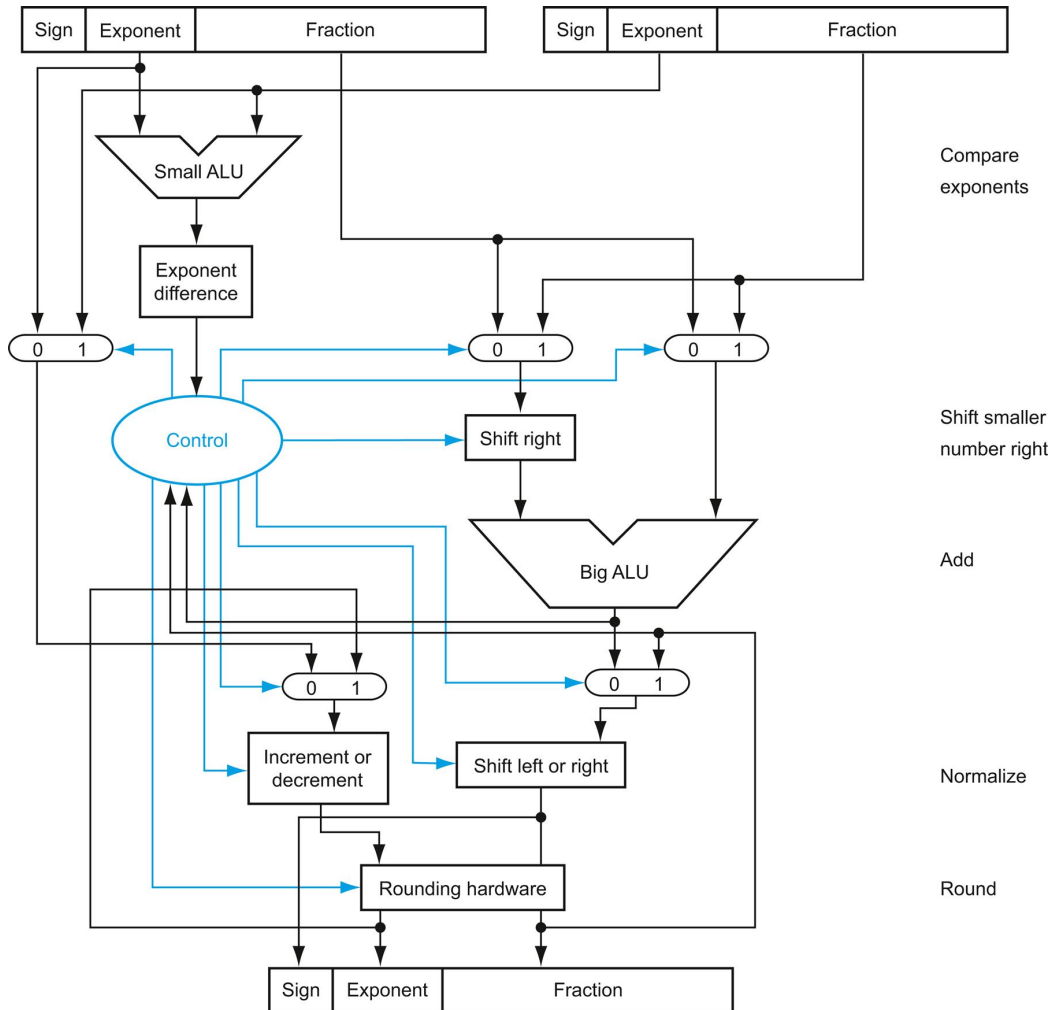 Sign Exponent Fraction Sign Exponent Fraction
Small ALU
Compare
exponents
Exponent
difference
0 1 0 1 0 1
Control
Shift right
Shift smaller
number right
Big ALU
Add
0 1 0 1
Increment or
decrement
Shift left or right
Normalize
Rounding hardware
Round
Sign Exponent Fraction